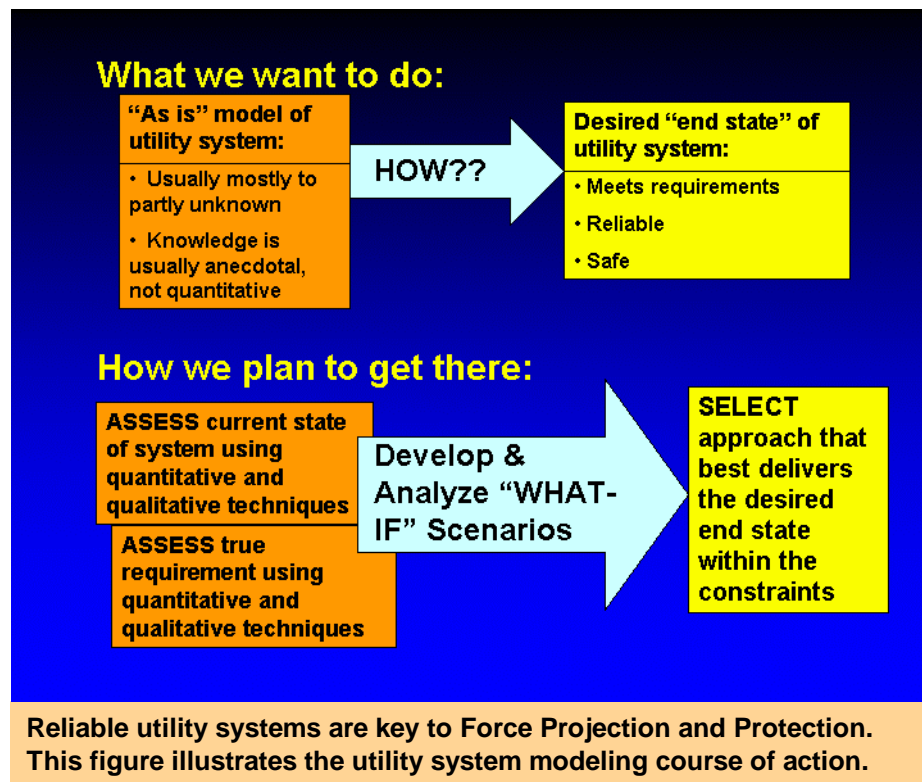 What we want to do:
“As is” model of
utility system:
• Usually mostly to
partly unknown
• Knowledge is
usually anecdotal,
not quantitative
HOW??
Desired “end state” of
utility system:
• Meets requirements
• Reliable
• Safe
How we plan to get there:
ASSESS current state
of system using
quantitative and
qualitative techniques
ASSESS true
requirement using
quantitative and
qualitative techniques
Develop &
Analyze “WHAT-
IF” Scenarios
SELECT
approach that
best delivers
the desired
end state
within the
constraints
Reliable utility systems are key to Force Projection and Protection.
This figure illustrates the utility system modeling course of action.